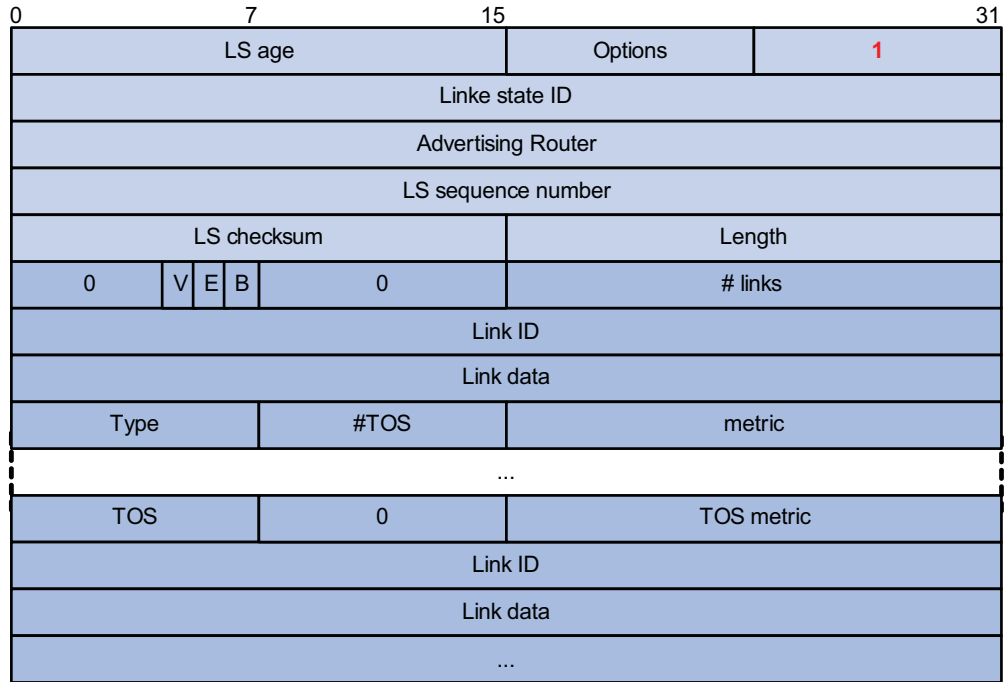 0 7 15 31
LS age Options 1
Linke state ID
Advertising Router
LS sequence number
LS checksum Length
0 V E B 0 # links
Link ID
Link data
Type #TOS metric
...
TOS 0 TOS metric
Link ID
Link data
...